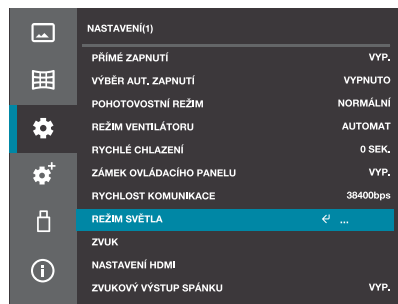 NASTAVENÍ(1)
PŘÍMÉ ZAPNUTÍ VYP.
VÝBĚR AUT. ZAPNUTÍ VYPNUTO
POHOTOVOSTNÍ REŽIM NORMÁLNÍ
REŽIM VENTILÁTORU AUTOMAT
RYCHLÉ CHLAZENÍ 0 SEK.
ZÁMEK OVLÁDACÍHO PANELU VYP.
RYCHLOST KOMUNIKACE 38400bps
REŽIM SVĚTLA ...
ZVUK
NASTAVENÍ HDMI
ZVUKOVÝ VÝSTUP SPÁNKU VYP.